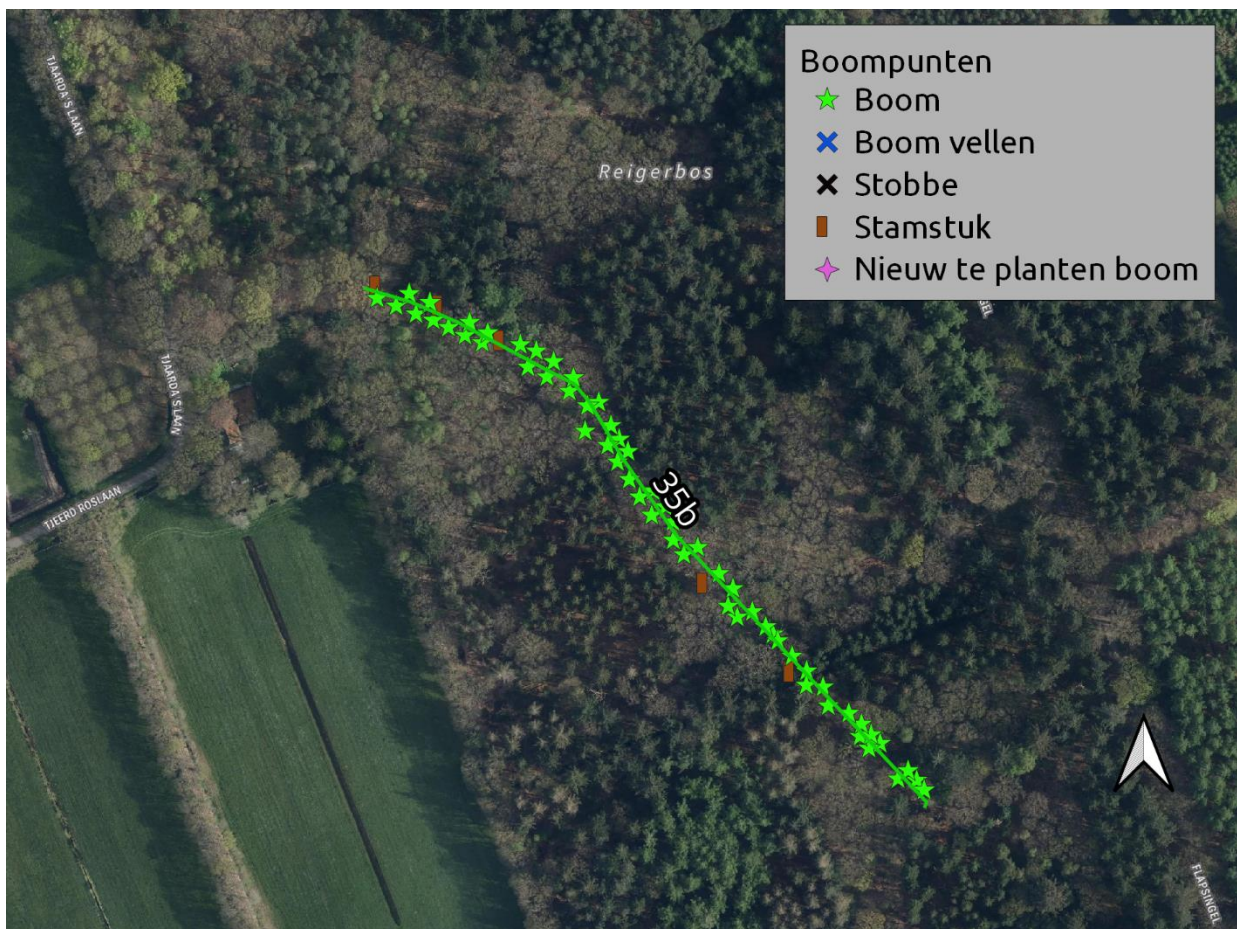 Boompunten
Boom
Boom vellen
Stobbe
Stamstuk
Nieuw te planten boom
TJAARDA'S LAAN
Reigerbos
TJAARDA'S LAAN
TJEERD ROSLAAN
35b
FLAPSINGEL